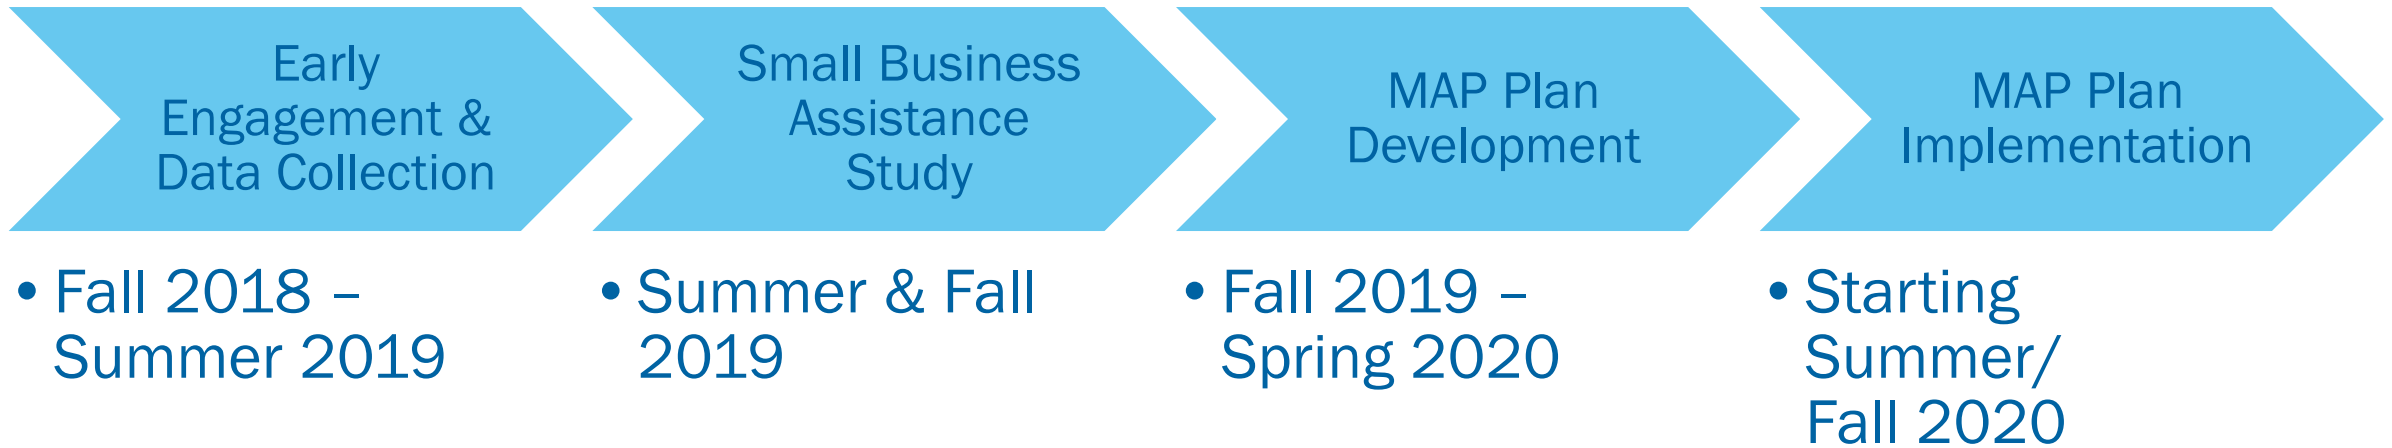 Early
Engagement &
Data Collection
• Fall 2018 –
Summer 2019
Small Business
Assistance
Study
• Summer & Fall
2019
MAP Plan
Development
• Fall 2019 –
Spring 2020
MAP Plan
Implementation
• Starting
Summer/
Fall 2020